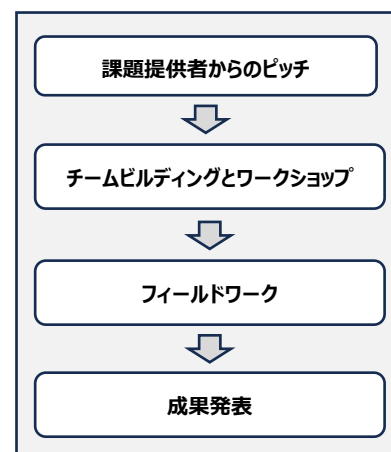 課題提供者からのピッチ
チームビルディングとワークショップ
フィールドワーク
成果発表